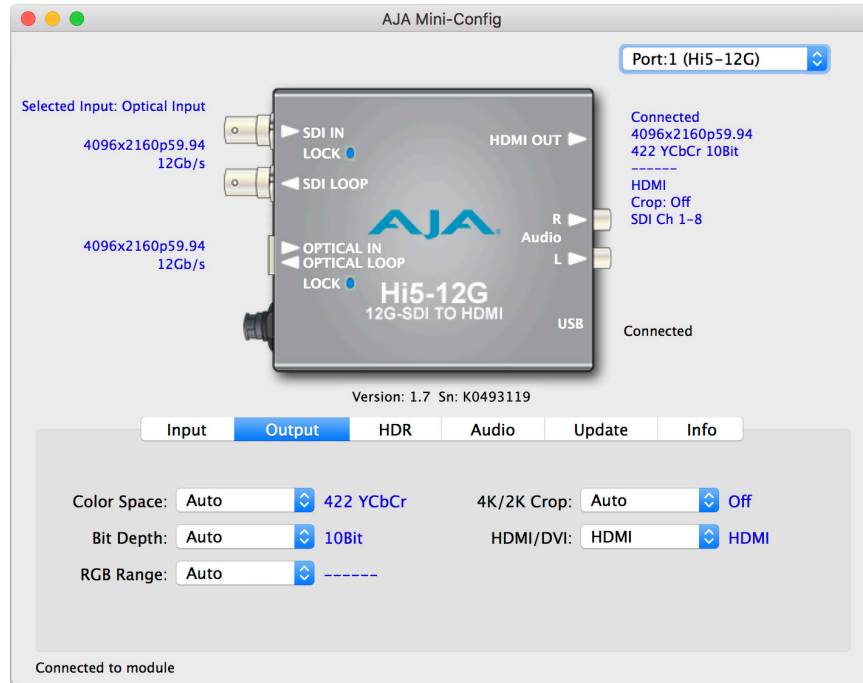 AJA Mini-Config
Port:1 (Hi5-12G)
Selected Input: Optical Input
4096x2160p59.94
12Gb/s
4096x2160p59.94
12Gb/s
SDI IN
LOCK
SDI LOOP
OPTICAL IN
OPTICAL LOOP
LOCK
HDMI OUT
AJA
R
Audio
L
Hi5-12G
12G-SDI TO HDMI
USB
Connected
4096x2160p59.94
422 YCbCr 10Bit
------
HDMI
Crop: Off
SDI Ch 1-8
Connected
Version: 1.7 Sn: K0493119
Input Output HDR Audio Update Info
Color Space: Auto 422 YCbCr 4K/2K Crop: Auto Off
Bit Depth: Auto 10Bit HDMI/DVI: HDMI HDMI
RGB Range: Auto ------
Connected to module